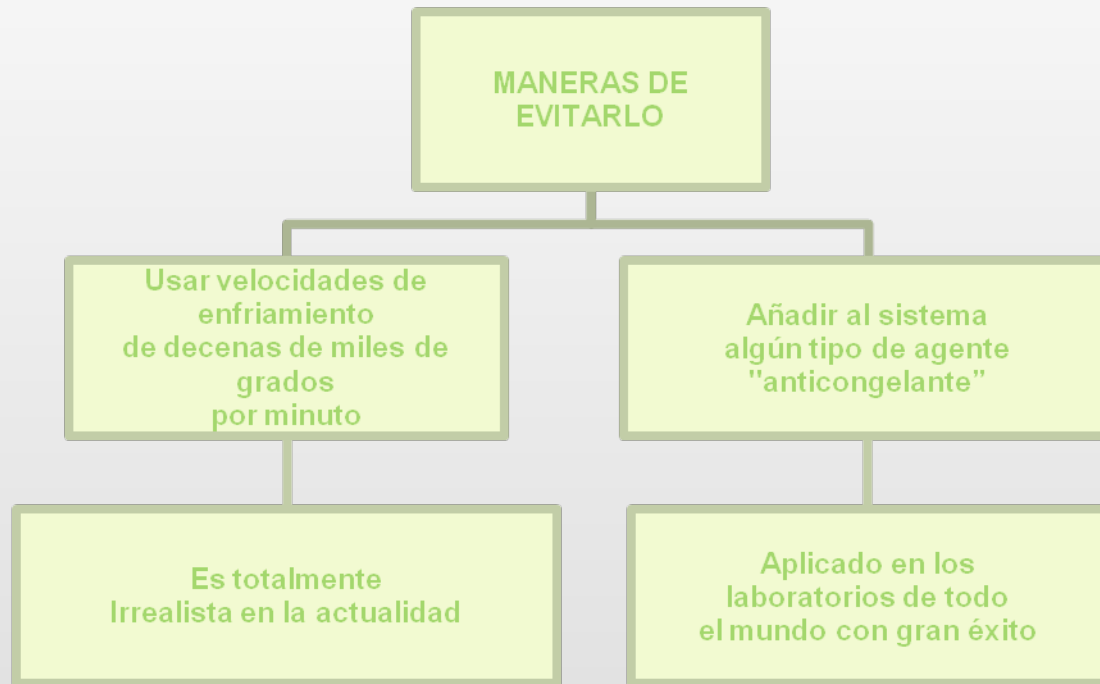 MANERAS DE
EVITARLO
Usar velocidades de
enfriamiento
de decenas de miles de
grados
por minuto
Añadir al sistema
algún tipo de agente
"anticongelante”
Es totalmente
Irrealista en la actualidad
Aplicado en los
laboratorios de todo
el mundo con gran éxito